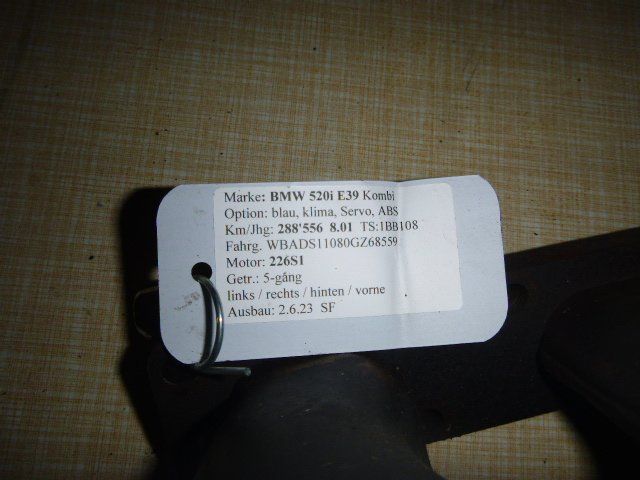 Marke: BMW 520i E39 Kombi
Option: blau, klima, Servo, ABS
Km/Jhg: 288'556 8.01 TS:1BB108
Fahrg. WBADS11080GZ68559
Motor: 226S1
Getr.: 5-gáng
links / rechts / hinten / vorne
Ausbau: 2.6.23 SF